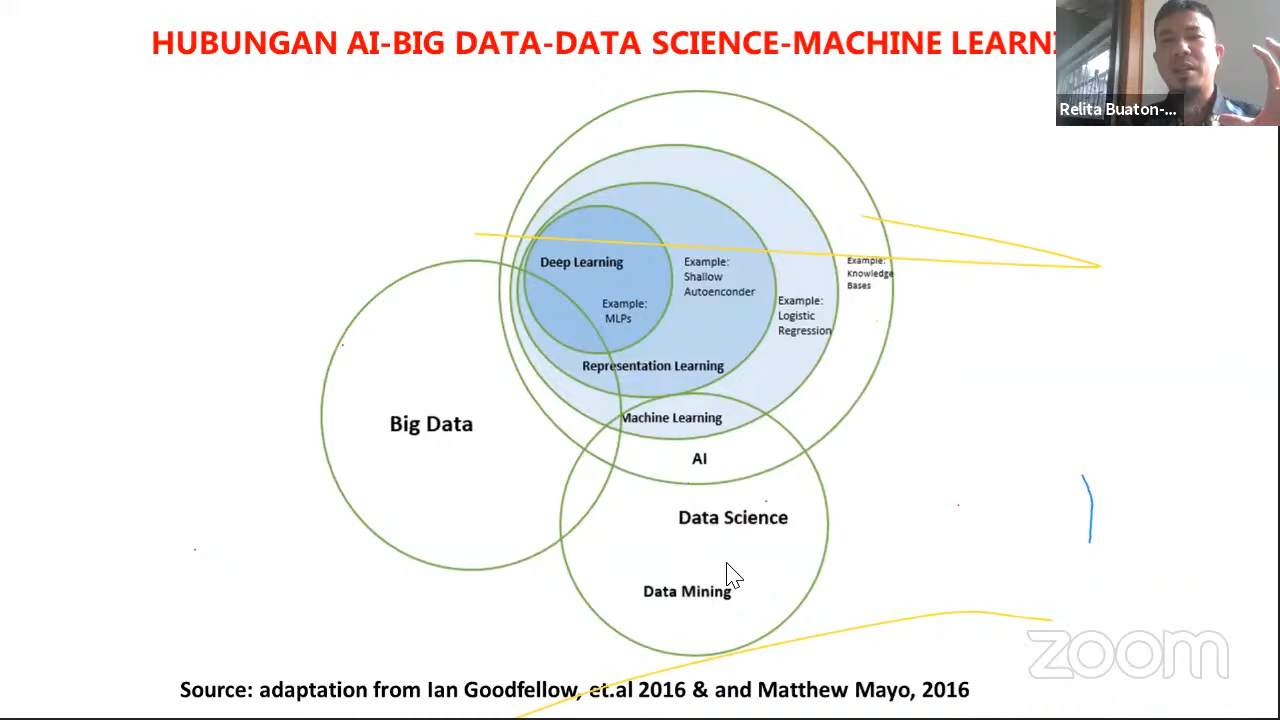 HUBUNGAN AI-BIG DATA-DATA SCIENCE-MACHINE LEARNI
Relita Buaton-...
Deep Learning
Example:
MLPs
Example:
Shallow
Autoenconder
Example:
Logistic
Regression
Example:
Knowledge
Bases
Representation Learning
Machine Learning
AI
Big Data
Data Science
Data Mining
zoom
Source: adaptation from Ian Goodfellow, et.al 2016 & and Matthew Mayo, 2016